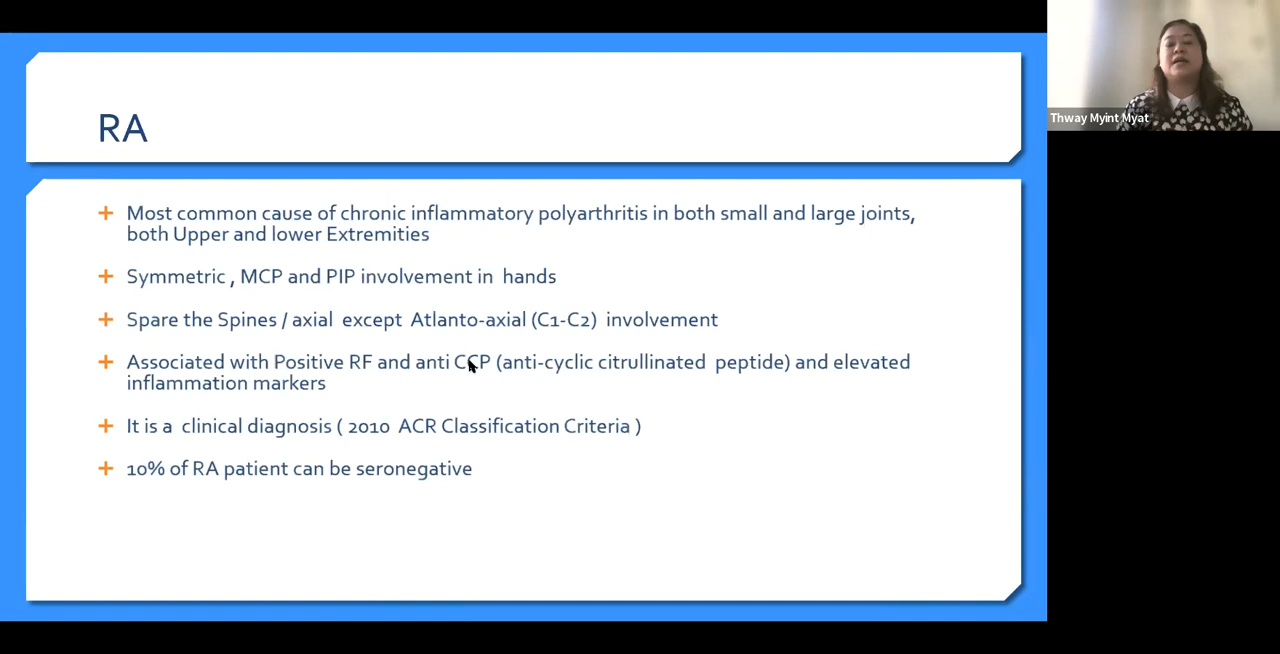 RA
Most common cause of chronic inflammatory polyarthritis in both small and large joints,
both Upper and lower Extremities
Symmetric , MCP and PIP involvement in hands
Spare the Spines / axial except Atlanto-axial (C1-C2) involvement
Associated with Positive RF and anti CCP (anti-cyclic citrullinated peptide) and elevated
inflammation markers
It is a clinical diagnosis ( 2010 ACR Classification Criteria )
10% of RA patient can be seronegative
Thway Myint Myat